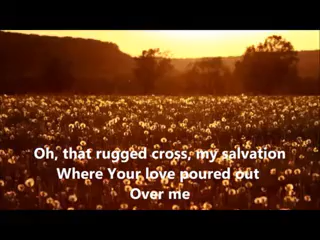 Oh, that rugged cross, my salvation
Where Your love poured out
Over me